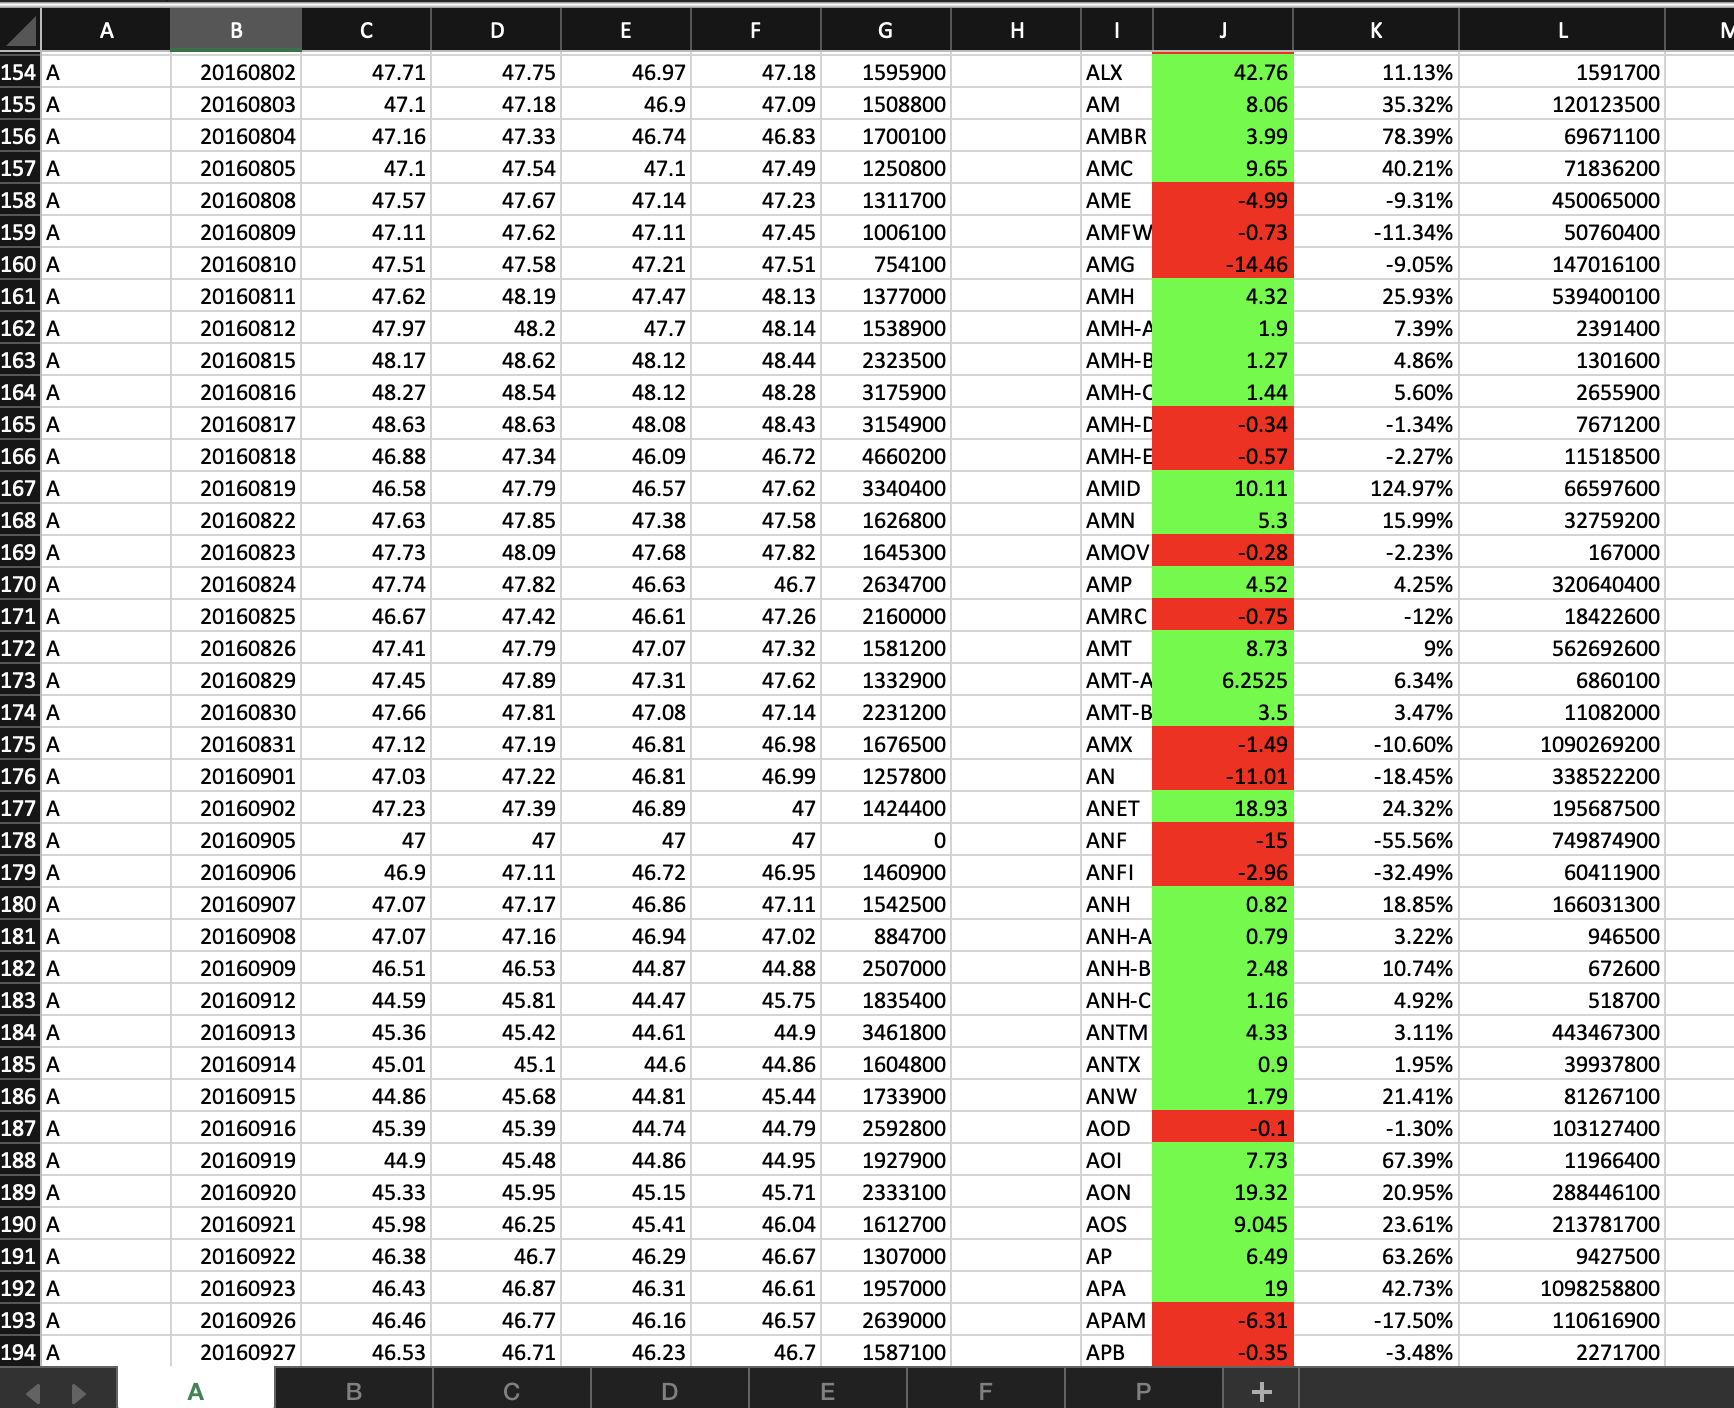 A B C D E F G H I J K L M
154 A 20160802 47.71 47.75 46.97 47.18 1595900 ALX 42.76 11.13% 1591700
155 A 20160803 47.1 47.18 46.9 47.09 1508800 AM 8.06 35.32% 120123500
156 A 20160804 47.16 47.33 46.74 46.83 1700100 AMBR 3.99 78.39% 69671100
157 A 20160805 47.1 47.54 47.1 47.49 1250800 AMC 9.65 40.21% 71836200
158 A 20160808 47.57 47.67 47.14 47.23 1311700 AME -4.99 -9.31% 450065000
159 A 20160809 47.11 47.62 47.11 47.45 1006100 AMFW -0.73 -11.34% 50760400
160 A 20160810 47.51 47.58 47.21 47.51 754100 AMG -14.46 -9.05% 147016100
161 A 20160811 47.62 48.19 47.47 48.13 1377000 AMH 4.32 25.93% 539400100
162 A 20160812 47.97 48.2 47.7 48.14 1538900 AMH-A 1.9 7.39% 2391400
163 A 20160815 48.17 48.62 48.12 48.44 2323500 AMH-B 1.27 4.86% 1301600
164 A 20160816 48.27 48.54 48.12 48.28 3175900 AMH-C 1.44 5.60% 2655900
165 A 20160817 48.63 48.63 48.08 48.43 3154900 AMH-D -0.34 -1.34% 7671200
166 A 20160818 46.88 47.34 46.09 46.72 4660200 AMH-E -0.57 -2.27% 11518500
167 A 20160819 46.58 47.79 46.57 47.62 3340400 AMID 10.11 124.97% 66597600
168 A 20160822 47.63 47.85 47.38 47.58 1626800 AMN 5.3 15.99% 32759200
169 A 20160823 47.73 48.09 47.68 47.82 1645300 AMOV -0.28 -2.23% 167000
170 A 20160824 47.74 47.82 46.63 46.7 2634700 AMP 4.52 4.25% 320640400
171 A 20160825 46.67 47.42 46.61 47.26 2160000 AMRC -0.75 -12% 18422600
172 A 20160826 47.41 47.79 47.07 47.32 1581200 AMT 8.73 9% 562692600
173 A 20160829 47.45 47.89 47.31 47.62 1332900 AMT-A 6.2525 6.34% 6860100
174 A 20160830 47.66 47.81 47.08 47.14 2231200 AMT-B 3.5 3.47% 11082000
175 A 20160831 47.12 47.19 46.81 46.98 1676500 AMX -1.49 -10.60% 1090269200
176 A 20160901 47.03 47.22 46.81 46.99 1257800 AN -11.01 -18.45% 338522200
177 A 20160902 47.23 47.39 46.89 47 1424400 ANET 18.93 24.32% 195687500
178 A 20160905 47 47 47 47 0 ANF -15 -55.56% 749874900
179 A 20160906 46.9 47.11 46.72 46.95 1460900 ANFI -2.96 -32.49% 60411900
180 A 20160907 47.07 47.17 46.86 47.11 1542500 ANH 0.82 18.85% 166031300
181 A 20160908 47.07 47.16 46.94 47.02 884700 ANH-A 0.79 3.22% 946500
182 A 20160909 46.51 46.53 44.87 44.88 2507000 ANH-B 2.48 10.74% 672600
183 A 20160912 44.59 45.81 44.47 45.75 1835400 ANH-C 1.16 4.92% 518700
184 A 20160913 45.36 45.42 44.61 44.9 3461800 ANTM 4.33 3.11% 443467300
185 A 20160914 45.01 45.1 44.6 44.86 1604800 ANTX 0.9 1.95% 39937800
186 A 20160915 44.86 45.68 44.81 45.44 1733900 ANW 1.79 21.41% 81267100
187 A 20160916 45.39 45.39 44.74 44.79 2592800 AOD -0.1 -1.30% 103127400
188 A 20160919 44.9 45.48 44.86 44.95 1927900 AOI 7.73 67.39% 11966400
189 A 20160920 45.33 45.95 45.15 45.71 2333100 AON 19.32 20.95% 288446100
190 A 20160921 45.98 46.25 45.41 46.04 1612700 AOS 9.045 23.61% 213781700
191 A 20160922 46.38 46.7 46.29 46.67 1307000 AP 6.49 63.26% 9427500
192 A 20160923 46.43 46.87 46.31 46.61 1957000 APA 19 42.73% 1098258800
193 A 20160926 46.46 46.77 46.16 46.57 2639000 APAM -6.31 -17.50% 110616900
194 A 20160927 46.53 46.71 46.23 46.7 1587100 APB -0.35 -3.48% 2271700
A B C D E F P +